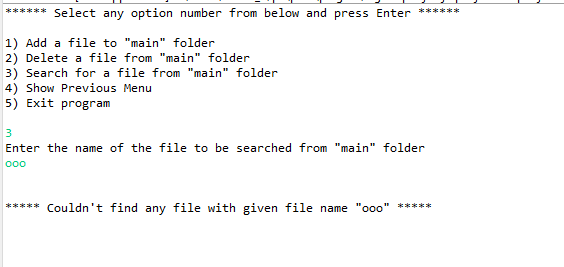 ****** Select any option number from below and press Enter ******
1) Add a file to "main" folder
2) Delete a file from "main" folder
3) Search for a file from "main" folder
4) Show Previous Menu
5) Exit program
3
Enter the name of the file to be searched from "main" folder
ooo
***** Couldn't find any file with given file name "ooo" *****